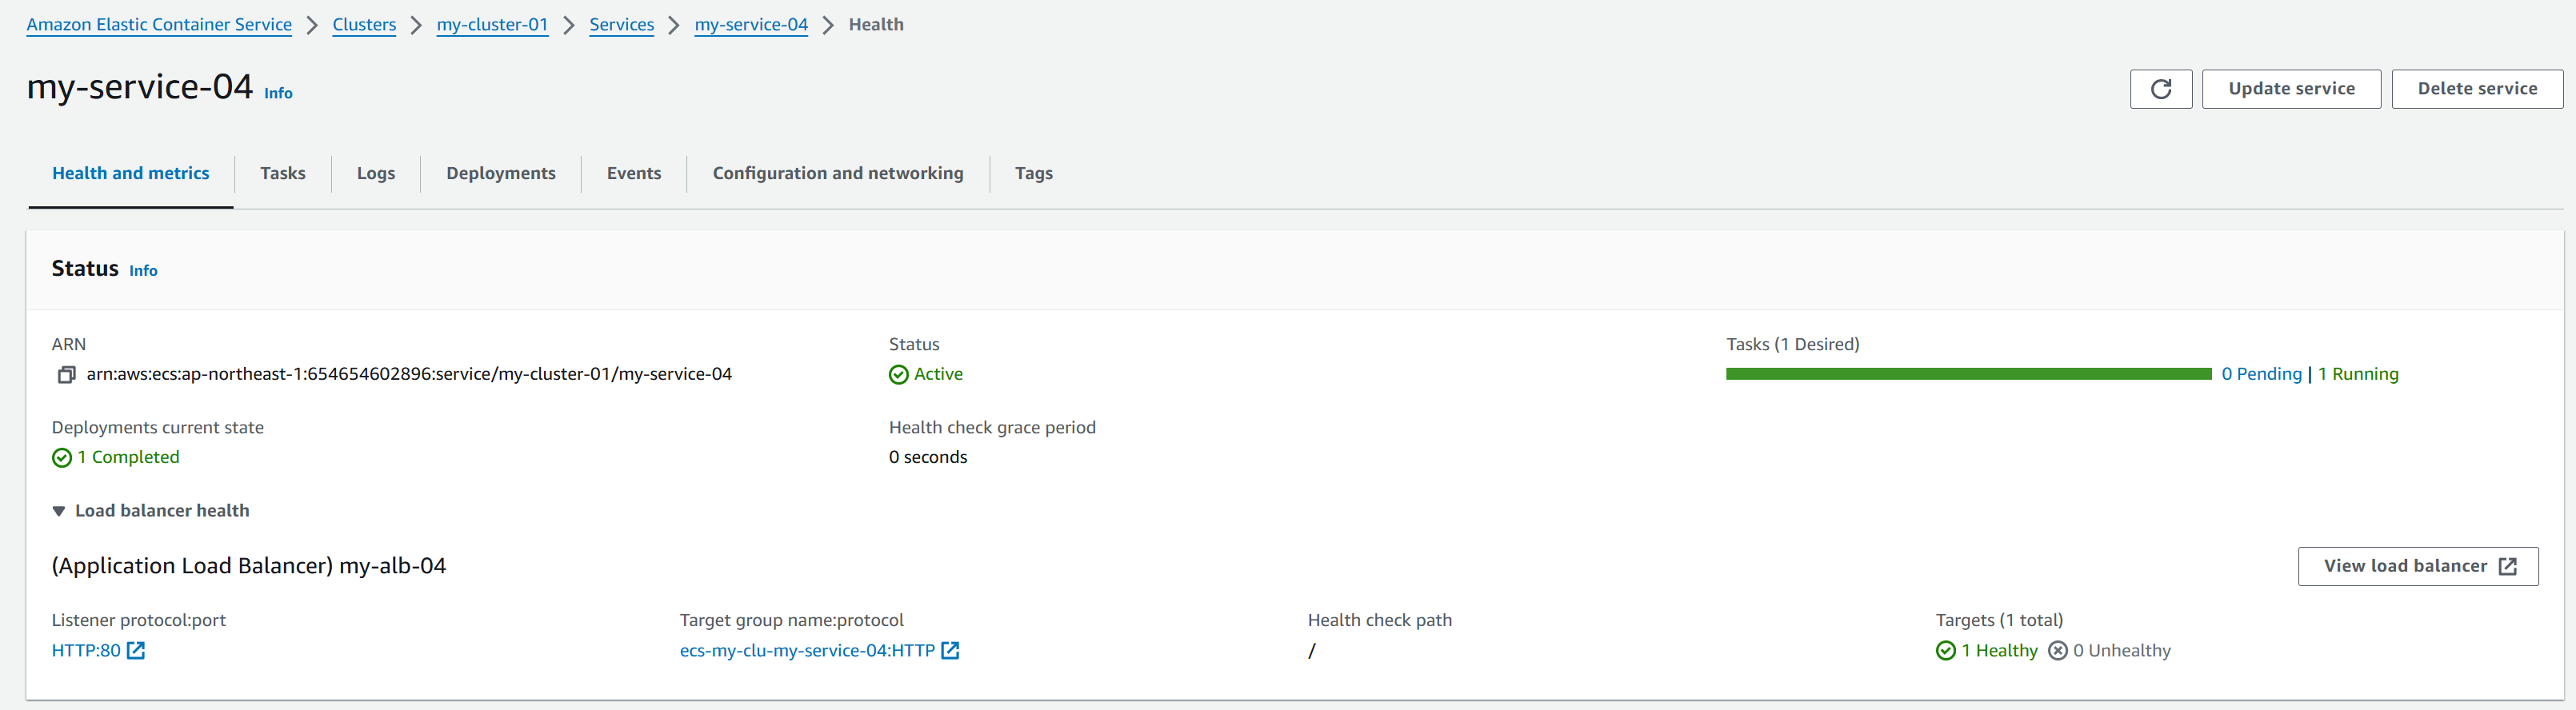 Amazon Elastic Container Service > Clusters > my-cluster-01 > Services > my-service-04 > Health
my-service-04 Info
Update service
Delete service
Health and metrics
Tasks
Logs
Deployments
Events
Configuration and networking
Tags
Status Info
ARN
arn:aws:ecs:ap-northeast-1:654654602896:service/my-cluster-01/my-service-04
Status
Active
Tasks (1 Desired)
0 Pending | 1 Running
Deployments current state
1 Completed
Health check grace period
0 seconds
Load balancer health
(Application Load Balancer) my-alb-04
View load balancer
Listener protocol:port
HTTP:80
Target group name:protocol
ecs-my-clu-my-service-04:HTTP
Health check path
/
Targets (1 total)
1 Healthy 0 Unhealthy